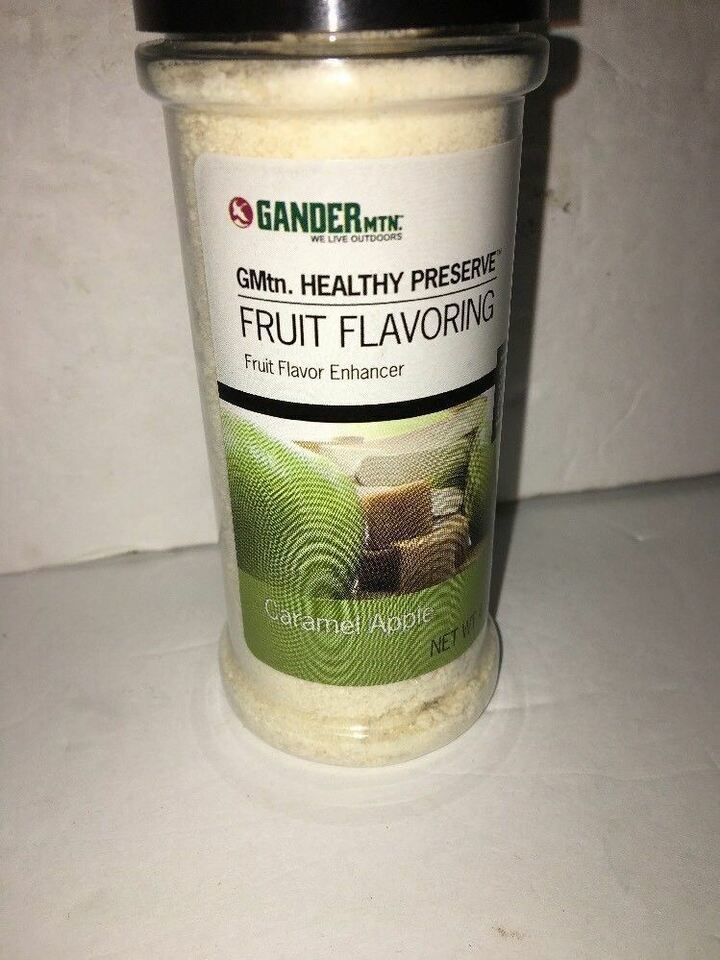 GANDER MTN.
WE LIVE OUTDOORS
GMtn. HEALTHY PRESERVE™
FRUIT FLAVORING
Fruit Flavor Enhancer
Caramel Apple
NET WT